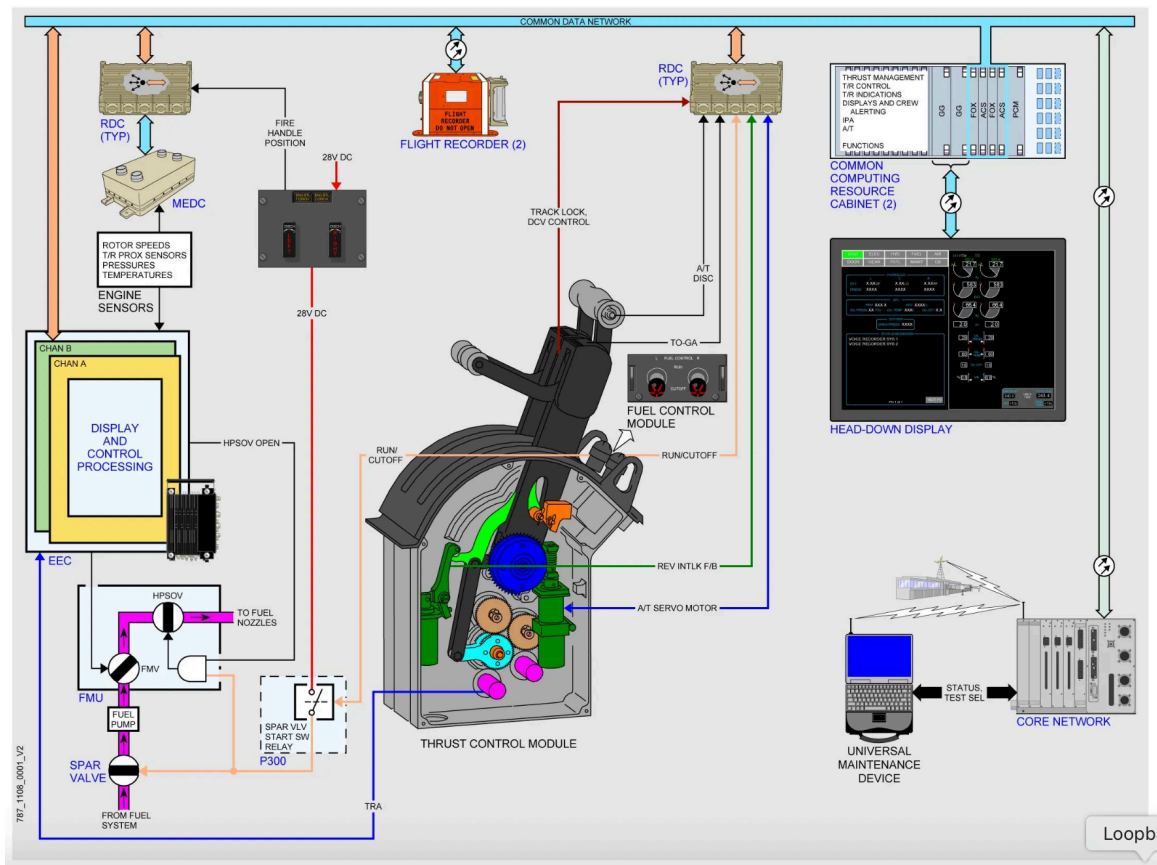 COMMON DATA NETWORK
RDC
(TYP)
MEDC
ROTOR SPEEDS
T/R PROX SENSORS
PRESSURES
TEMPERATURES
ENGINE
SENSORS
FIRE
HANDLE
POSITION
28V DC
28V DC
FLIGHT
RECORDER
DO NOT OPEN
FLIGHT RECORDER (2)
RDC
(TYP)
TRACK LOCK,
DCV CONTROL
A/T
DISC
TO-GA
THRUST MANAGEMENT
T/R CONTROL
T/R INDICATIONS
DISPLAYS AND CREW
ALERTING
IPA
A/T
FUNCTIONS
GG
GG
FOX
ACS
FOX
ACS
PCM
COMMON
COMPUTING
RESOURCE
CABINET (2)
HEAD-DOWN DISPLAY
VOICE RECORDER SYS 1
VOICE RECORDER SYS 2
L FUEL CONTROL R
RUN
CUTOFF
FUEL CONTROL
MODULE
CHAN B
CHAN A
DISPLAY
AND
CONTROL
PROCESSING
EEC
HPSOV OPEN
RUN/
CUTOFF
RUN/CUTOFF
REV INTLK F/B
A/T SERVO MOTOR
HPSOV
TO FUEL
NOZZLES
FMV
FMU
FUEL
PUMP
SPAR
VALVE
FROM FUEL
SYSTEM
SPAR VLV
START SW
RELAY
P300
TRA
THRUST CONTROL MODULE
STATUS,
TEST SEL
UNIVERSAL
MAINTENANCE
DEVICE
CORE NETWORK
787_1108_0001_V2
Loopb